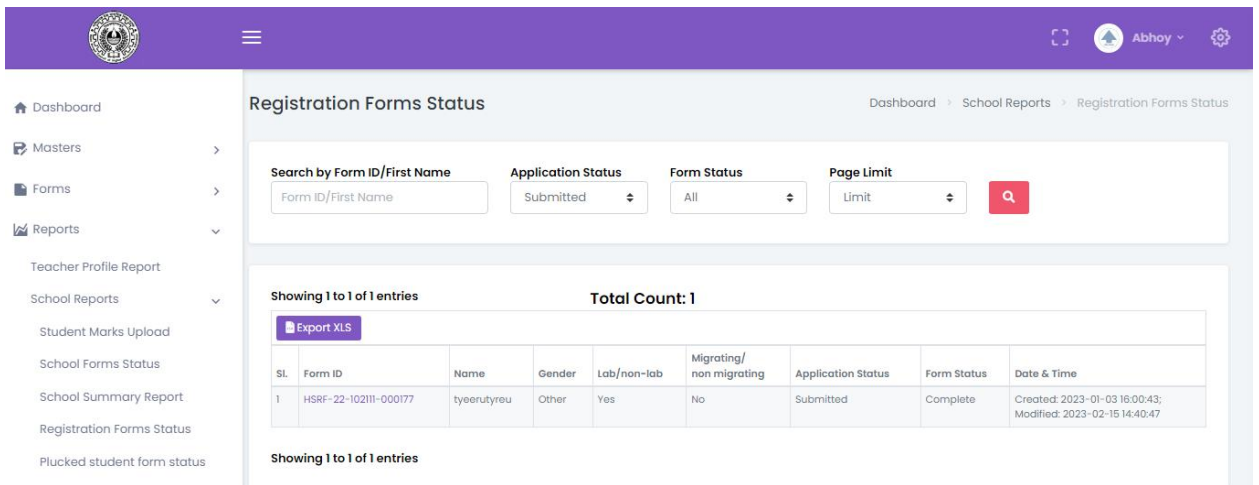 Abhoy
Dashboard
Masters
Forms
Reports
Teacher Profile Report
School Reports
Student Marks Upload
School Forms Status
School Summary Report
Registration Forms Status
Plucked student form status
Registration Forms Status
Dashboard > School Reports > Registration Forms Status
Search by Form ID/First Name Application Status Form Status Page Limit
Form ID/First Name Submitted All Limit
Showing 1 to 1 of 1 entries Total Count: 1
Export XLS
Sl. Form ID Name Gender Lab/non-lab Migrating/ non migrating Application Status Form Status Date & Time
1 HSRF-22-102111-000177 tyeerutyreu Other Yes No Submitted Complete Created: 2023-01-03 16:00:43;
Modified: 2023-02-15 14:40:47
Showing 1 to 1 of 1 entries